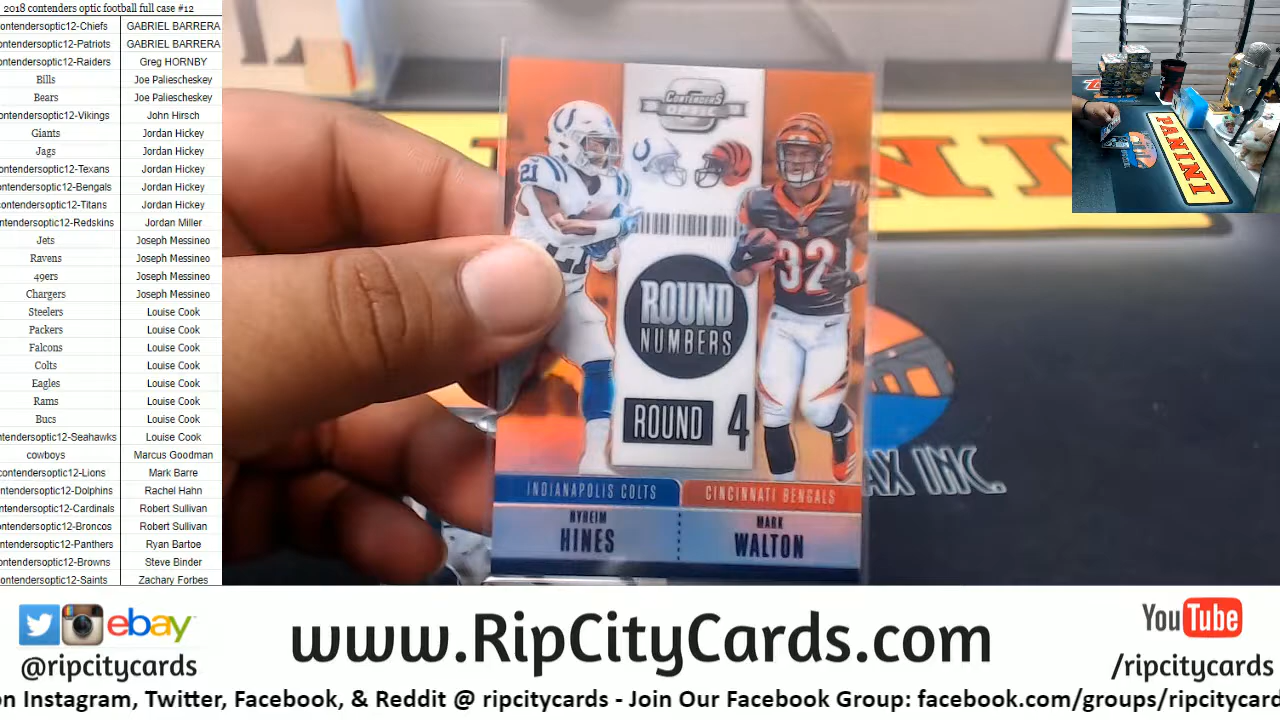 2018 contenders optic football full case #12
ontendersoptic12-Chiefs GABRIEL BARRERA
ontendersoptic12-Patriots GABRIEL BARRERA
ontendersoptic12-Raiders Greg HORNBY
Bills Joe Paliescheskey
Bears Joe Paliescheskey
ontendersoptic12-Vikings John Hirsch
Giants Jordan Hickey
Jags Jordan Hickey
contendersoptic12-Texans Jordan Hickey
ontendersoptic12-Bengals Jordan Hickey
contendersoptic12-Titans Jordan Hickey
ntendersoptic12-Redskins Jordan Miller
Jets Joseph Messineo
Ravens Joseph Messineo
49ers Joseph Messineo
Chargers Joseph Messineo
Steelers Louise Cook
Packers Louise Cook
Falcons Louise Cook
Colts Louise Cook
Eagles Louise Cook
Rams Louise Cook
Bucs Louise Cook
ntendersoptic12-Seahawks Louise Cook
cowboys Marcus Goodman
contendersoptic12-Lions Mark Barre
ntendersoptic12-Dolphins Rachel Hahn
ntendersoptic12-Cardinals Robert Sullivan
ntendersoptic12-Broncos Robert Sullivan
ntendersoptic12-Panthers Ryan Bartoe
ontendersoptic12-Browns Steve Binder
ontendersoptic12-Saints Zachary Forbes
CONTENDERS
OPTIC
21
32
ROUND
NUMBERS
ROUND 4
INDIANAPOLIS COLTS CINCINNATI BENGALS
NYHEIM MARK
HINES WALTON
AX INC.
PANINI
ebay
@ripcitycards
www.RipCityCards.com
YouTube
/ripcitycards
on Instagram, Twitter, Facebook, & Reddit @ ripcitycards - Join Our Facebook Group: facebook.com/groups/ripcitycard